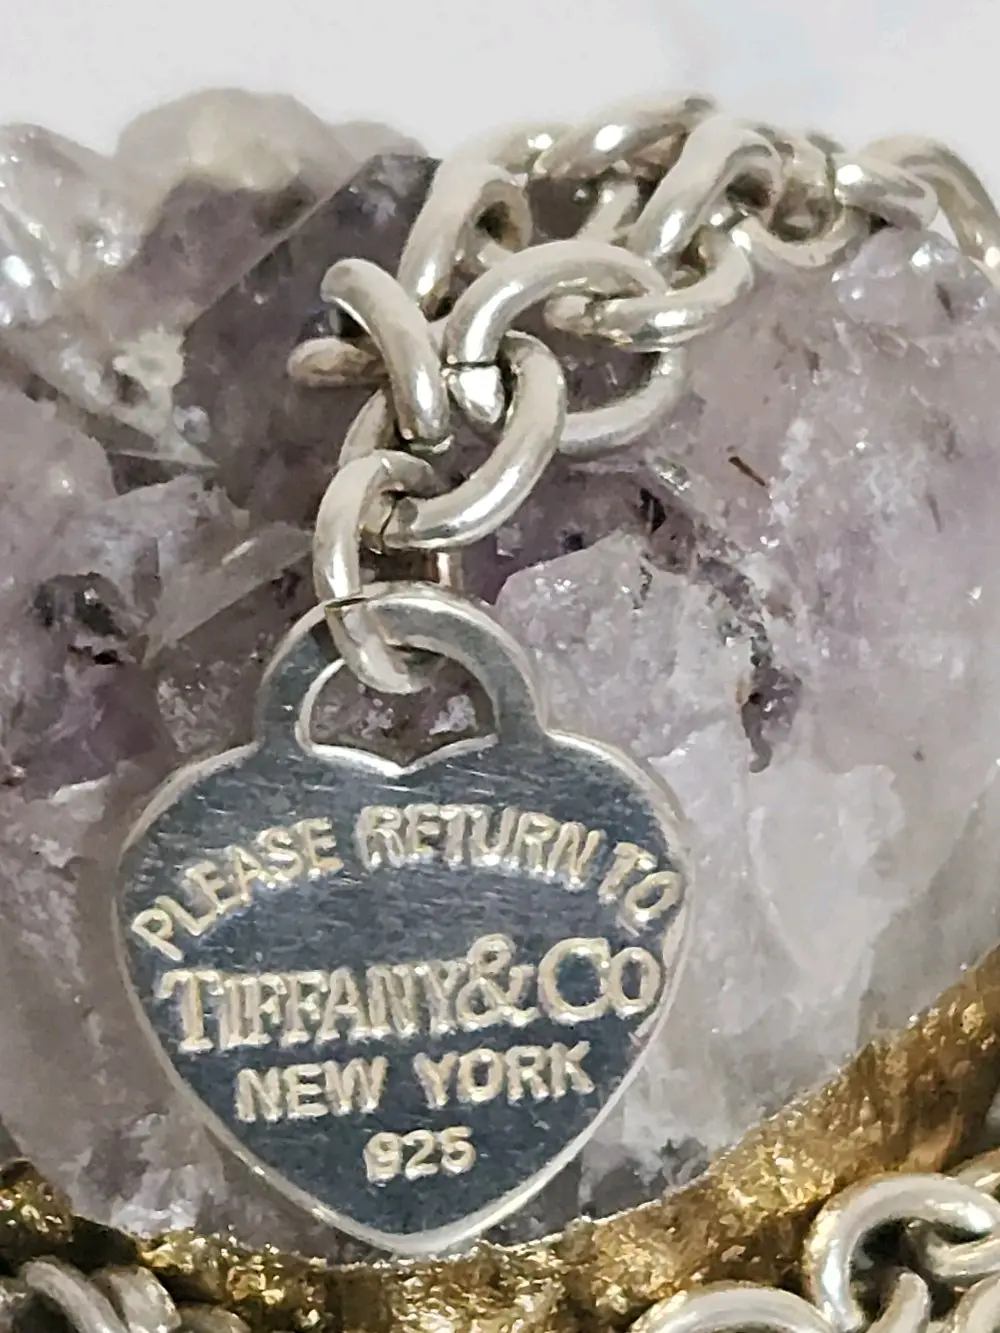 PLEASE RETURN TO
TIFFANY&Co
NEW YORK
925